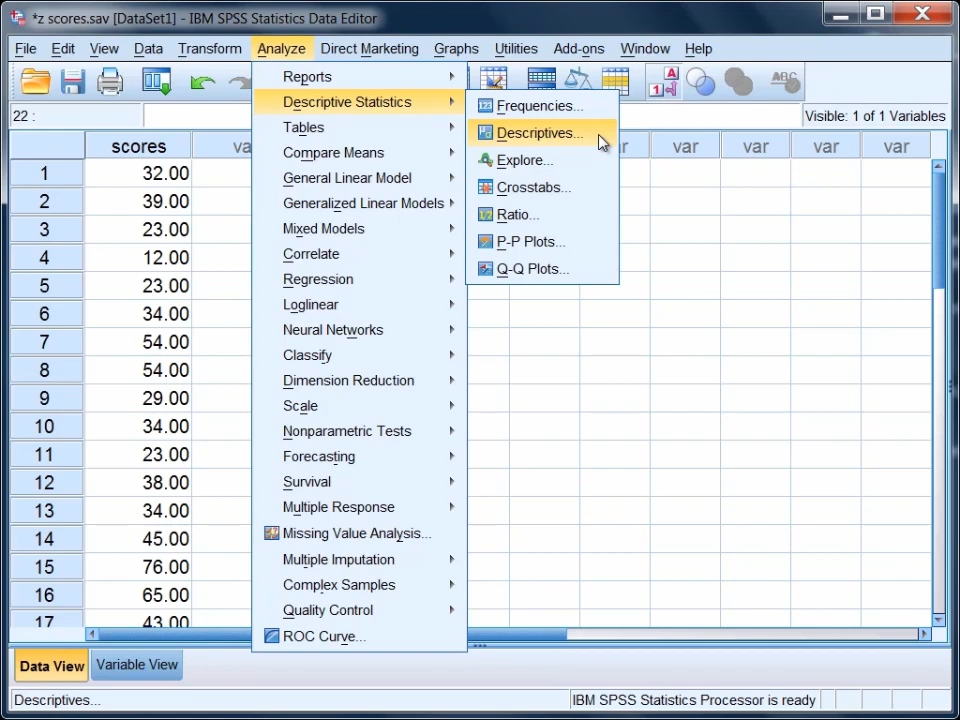 *z scores.sav [DataSet1] - IBM SPSS Statistics Data Editor
File Edit View Data Transform Analyze Direct Marketing Graphs Utilities Add-ons Window Help
22 :
Visible: 1 of 1 Variables
Reports
Descriptive Statistics
Tables
Compare Means
General Linear Model
Generalized Linear Models
Mixed Models
Correlate
Regression
Loglinear
Neural Networks
Classify
Dimension Reduction
Scale
Nonparametric Tests
Forecasting
Survival
Multiple Response
Missing Value Analysis...
Multiple Imputation
Complex Samples
Quality Control
ROC Curve...
Frequencies...
Descriptives...
Explore...
Crosstabs...
Ratio...
P-P Plots...
Q-Q Plots...
scores var var var var var
1 32.00
2 39.00
3 23.00
4 12.00
5 23.00
6 34.00
7 54.00
8 54.00
9 29.00
10 34.00
11 23.00
12 38.00
13 34.00
14 45.00
15 76.00
16 65.00
17 43.00
Data View Variable View
Descriptives...
IBM SPSS Statistics Processor is ready